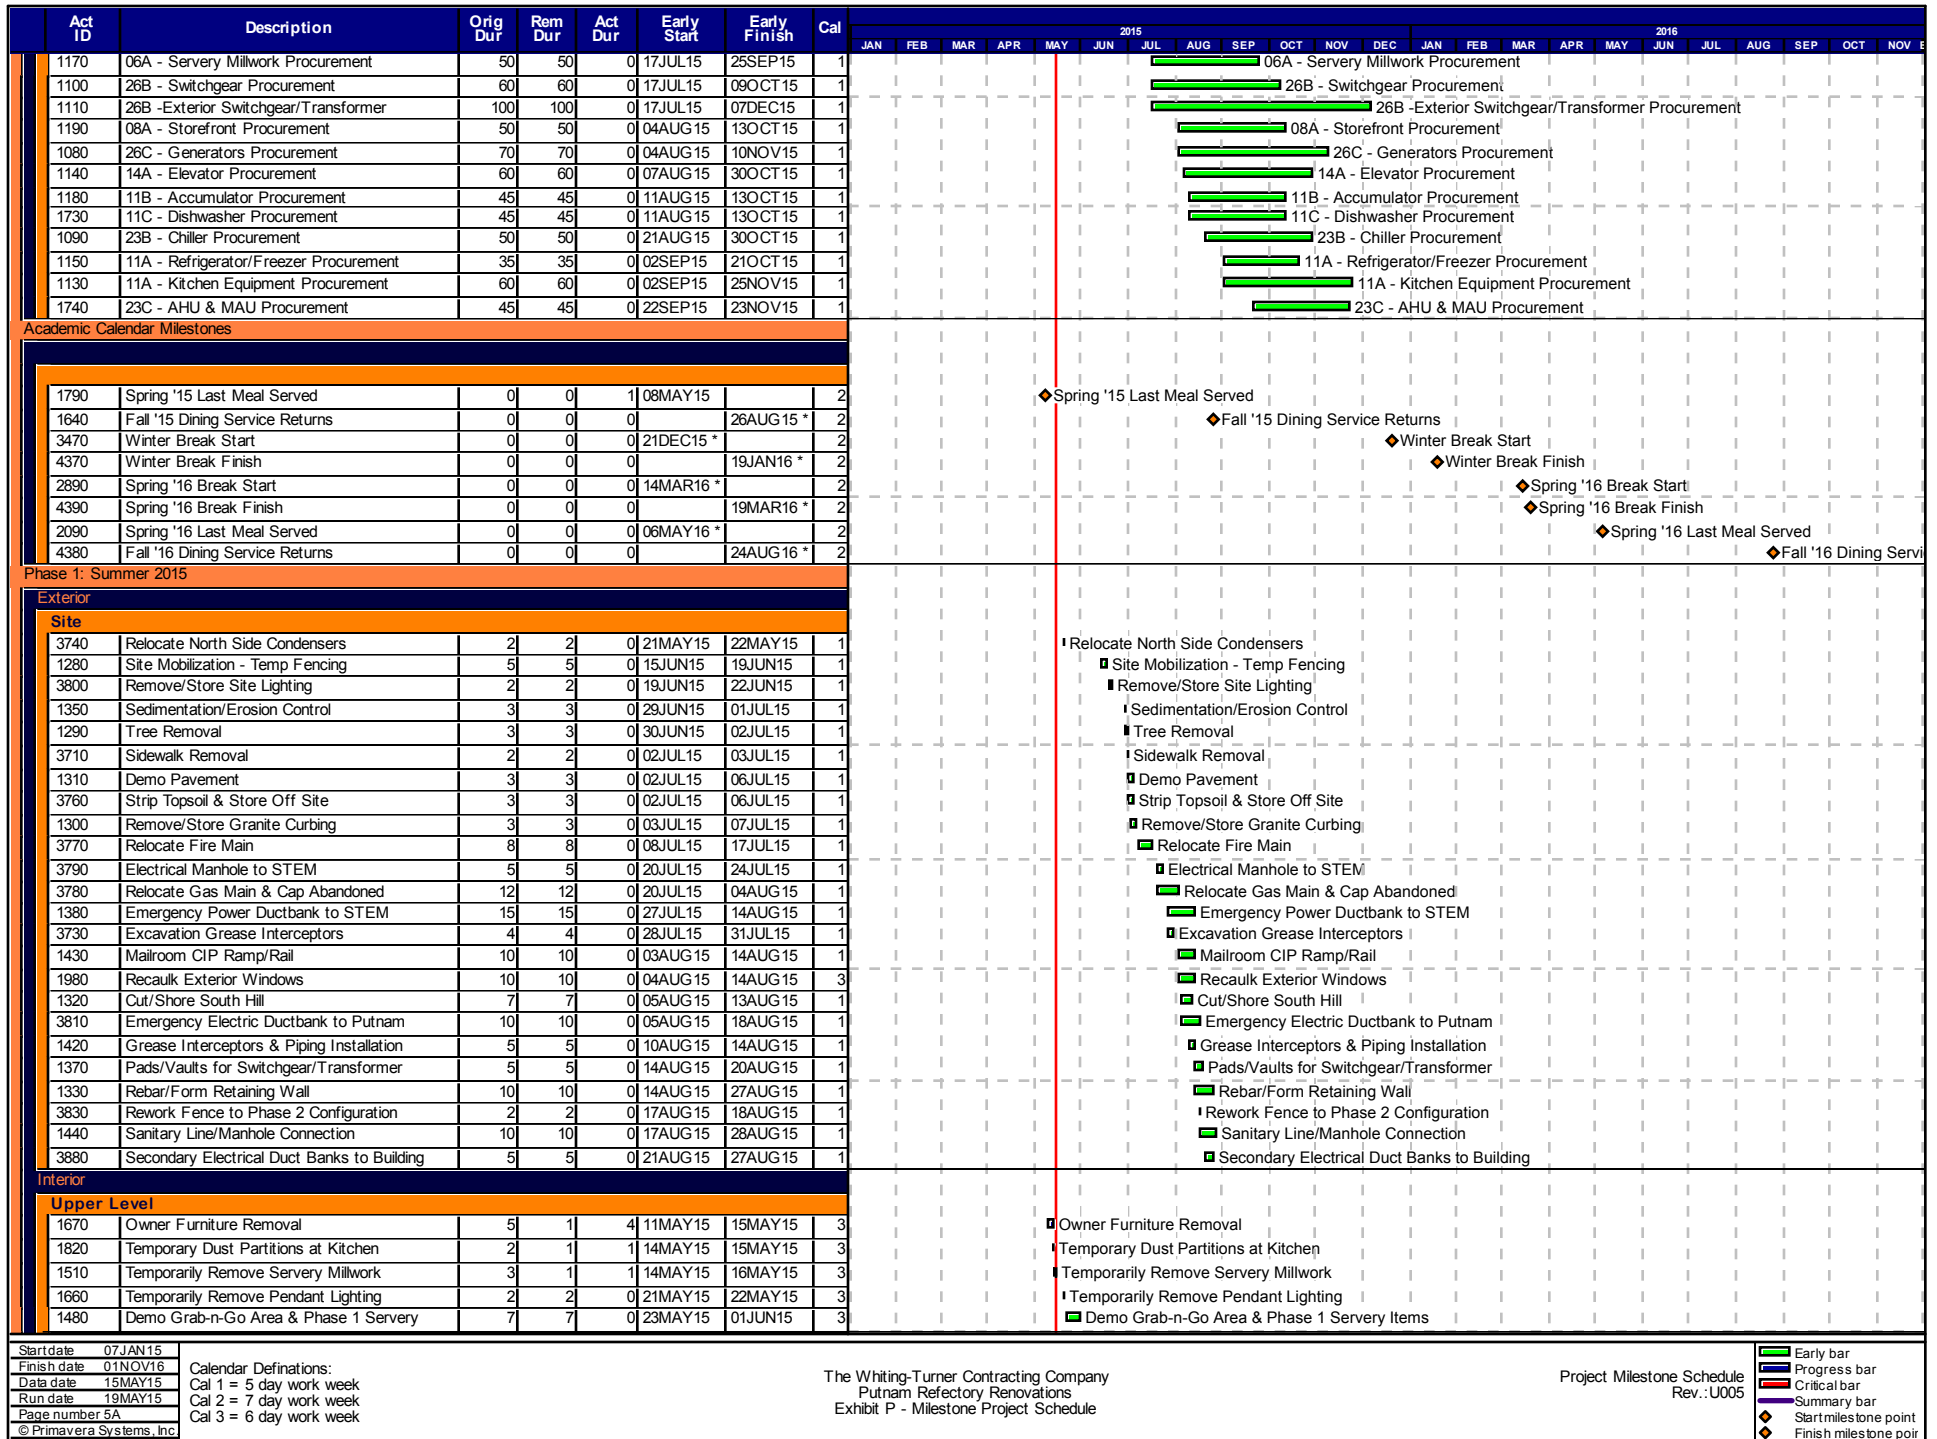 Act ID Description Orig Dur Rem Dur Act Dur Early Start Early Finish Cal
2015 2016
JAN FEB MAR APR MAY JUN JUL AUG SEP OCT NOV DEC JAN FEB MAR APR MAY JUN JUL AUG SEP OCT NOV
1170 06A - Servery Millwork Procurement 50 50 0 17JUL15 25SEP15 1 06A - Servery Millwork Procurement
1100 26B - Switchgear Procurement 60 60 0 17JUL15 09OCT15 1 26B - Switchgear Procurement
1110 26B -Exterior Switchgear/Transformer 100 100 0 17JUL15 07DEC15 1 26B -Exterior Switchgear/Transformer Procurement
1190 08A - Storefront Procurement 50 50 0 04AUG15 13OCT15 1 08A - Storefront Procurement
1080 26C - Generators Procurement 70 70 0 04AUG15 10NOV15 1 26C - Generators Procurement
1140 14A - Elevator Procurement 60 60 0 07AUG15 30OCT15 1 14A - Elevator Procurement
1180 11B - Accumulator Procurement 45 45 0 11AUG15 13OCT15 1 11B - Accumulator Procurement
1730 11C - Dishwasher Procurement 45 45 0 11AUG15 13OCT15 1 11C - Dishwasher Procurement
1090 23B - Chiller Procurement 50 50 0 21AUG15 30OCT15 1 23B - Chiller Procurement
1150 11A - Refrigerator/Freezer Procurement 35 35 0 02SEP15 21OCT15 1 11A - Refrigerator/Freezer Procurement
1130 11A - Kitchen Equipment Procurement 60 60 0 02SEP15 25NOV15 1 11A - Kitchen Equipment Procurement
1740 23C - AHU & MAU Procurement 45 45 0 22SEP15 23NOV15 1 23C - AHU & MAU Procurement
Academic Calendar Milestones
1790 Spring '15 Last Meal Served 0 0 1 08MAY15 2 Spring '15 Last Meal Served
1640 Fall '15 Dining Service Returns 0 0 0 26AUG15 * 2 Fall '15 Dining Service Returns
3470 Winter Break Start 0 0 0 21DEC15 * 2 Winter Break Start
4370 Winter Break Finish 0 0 0 19JAN16 * 2 Winter Break Finish
2890 Spring '16 Break Start 0 0 0 14MAR16 * 2 Spring '16 Break Start
4390 Spring '16 Break Finish 0 0 0 19MAR16 * 2 Spring '16 Break Finish
2090 Spring '16 Last Meal Served 0 0 0 06MAY16 * 2 Spring '16 Last Meal Served
4380 Fall '16 Dining Service Returns 0 0 0 24AUG16 * 2 Fall '16 Dining Servi
Phase 1: Summer 2015
Exterior
Site
3740 Relocate North Side Condensers 2 2 0 21MAY15 22MAY15 1 Relocate North Side Condensers
1280 Site Mobilization - Temp Fencing 5 5 0 15JUN15 19JUN15 1 Site Mobilization - Temp Fencing
3800 Remove/Store Site Lighting 2 2 0 19JUN15 22JUN15 1 Remove/Store Site Lighting
1350 Sedimentation/Erosion Control 3 3 0 29JUN15 01JUL15 1 Sedimentation/Erosion Control
1290 Tree Removal 3 3 0 30JUN15 02JUL15 1 Tree Removal
3710 Sidewalk Removal 2 2 0 02JUL15 03JUL15 1 Sidewalk Removal
1310 Demo Pavement 3 3 0 02JUL15 06JUL15 1 Demo Pavement
3760 Strip Topsoil & Store Off Site 3 3 0 02JUL15 06JUL15 1 Strip Topsoil & Store Off Site
1300 Remove/Store Granite Curbing 3 3 0 03JUL15 07JUL15 1 Remove/Store Granite Curbing
3770 Relocate Fire Main 8 8 0 08JUL15 17JUL15 1 Relocate Fire Main
3790 Electrical Manhole to STEM 5 5 0 20JUL15 24JUL15 1 Electrical Manhole to STEM
3780 Relocate Gas Main & Cap Abandoned 12 12 0 20JUL15 04AUG15 1 Relocate Gas Main & Cap Abandoned
1380 Emergency Power Ductbank to STEM 15 15 0 27JUL15 14AUG15 1 Emergency Power Ductbank to STEM
3730 Excavation Grease Interceptors 4 4 0 28JUL15 31JUL15 1 Excavation Grease Interceptors
1430 Mailroom CIP Ramp/Rail 10 10 0 03AUG15 14AUG15 1 Mailroom CIP Ramp/Rail
1980 Recaulk Exterior Windows 10 10 0 04AUG15 14AUG15 3 Recaulk Exterior Windows
1320 Cut/Shore South Hill 7 7 0 05AUG15 13AUG15 1 Cut/Shore South Hill
3810 Emergency Electric Ductbank to Putnam 10 10 0 05AUG15 18AUG15 1 Emergency Electric Ductbank to Putnam
1420 Grease Interceptors & Piping Installation 5 5 0 10AUG15 14AUG15 1 Grease Interceptors & Piping Installation
1370 Pads/Vaults for Switchgear/Transformer 5 5 0 14AUG15 20AUG15 1 Pads/Vaults for Switchgear/Transformer
1330 Rebar/Form Retaining Wall 10 10 0 14AUG15 27AUG15 1 Rebar/Form Retaining Wall
3830 Rework Fence to Phase 2 Configuration 2 2 0 17AUG15 18AUG15 1 Rework Fence to Phase 2 Configuration
1440 Sanitary Line/Manhole Connection 10 10 0 17AUG15 28AUG15 1 Sanitary Line/Manhole Connection
3880 Secondary Electrical Duct Banks to Building 5 5 0 21AUG15 27AUG15 1 Secondary Electrical Duct Banks to Building
Interior
Upper Level
1670 Owner Furniture Removal 5 1 4 11MAY15 15MAY15 3 Owner Furniture Removal
1820 Temporary Dust Partitions at Kitchen 2 1 1 14MAY15 15MAY15 3 Temporary Dust Partitions at Kitchen
1510 Temporarily Remove Servery Millwork 3 1 1 14MAY15 16MAY15 3 Temporarily Remove Servery Millwork
1660 Temporarily Remove Pendant Lighting 2 2 0 21MAY15 22MAY15 3 Temporarily Remove Pendant Lighting
1480 Demo Grab-n-Go Area & Phase 1 Servery 7 7 0 23MAY15 01JUN15 3 Demo Grab-n-Go Area & Phase 1 Servery Items
Start date 07JAN15
Finish date 01NOV16
Data date 15MAY15
Run date 19MAY15
Page number 5A
© Primavera Systems, Inc.
Calendar Definations:
Cal 1 = 5 day work week
Cal 2 = 7 day work week
Cal 3 = 6 day work week
The Whiting-Turner Contracting Company
Putnam Refectory Renovations
Exhibit P - Milestone Project Schedule
Project Milestone Schedule
Rev.: U005
Early bar
Progress bar
Critical bar
Summary bar
Start milestone point
Finish milestone poin